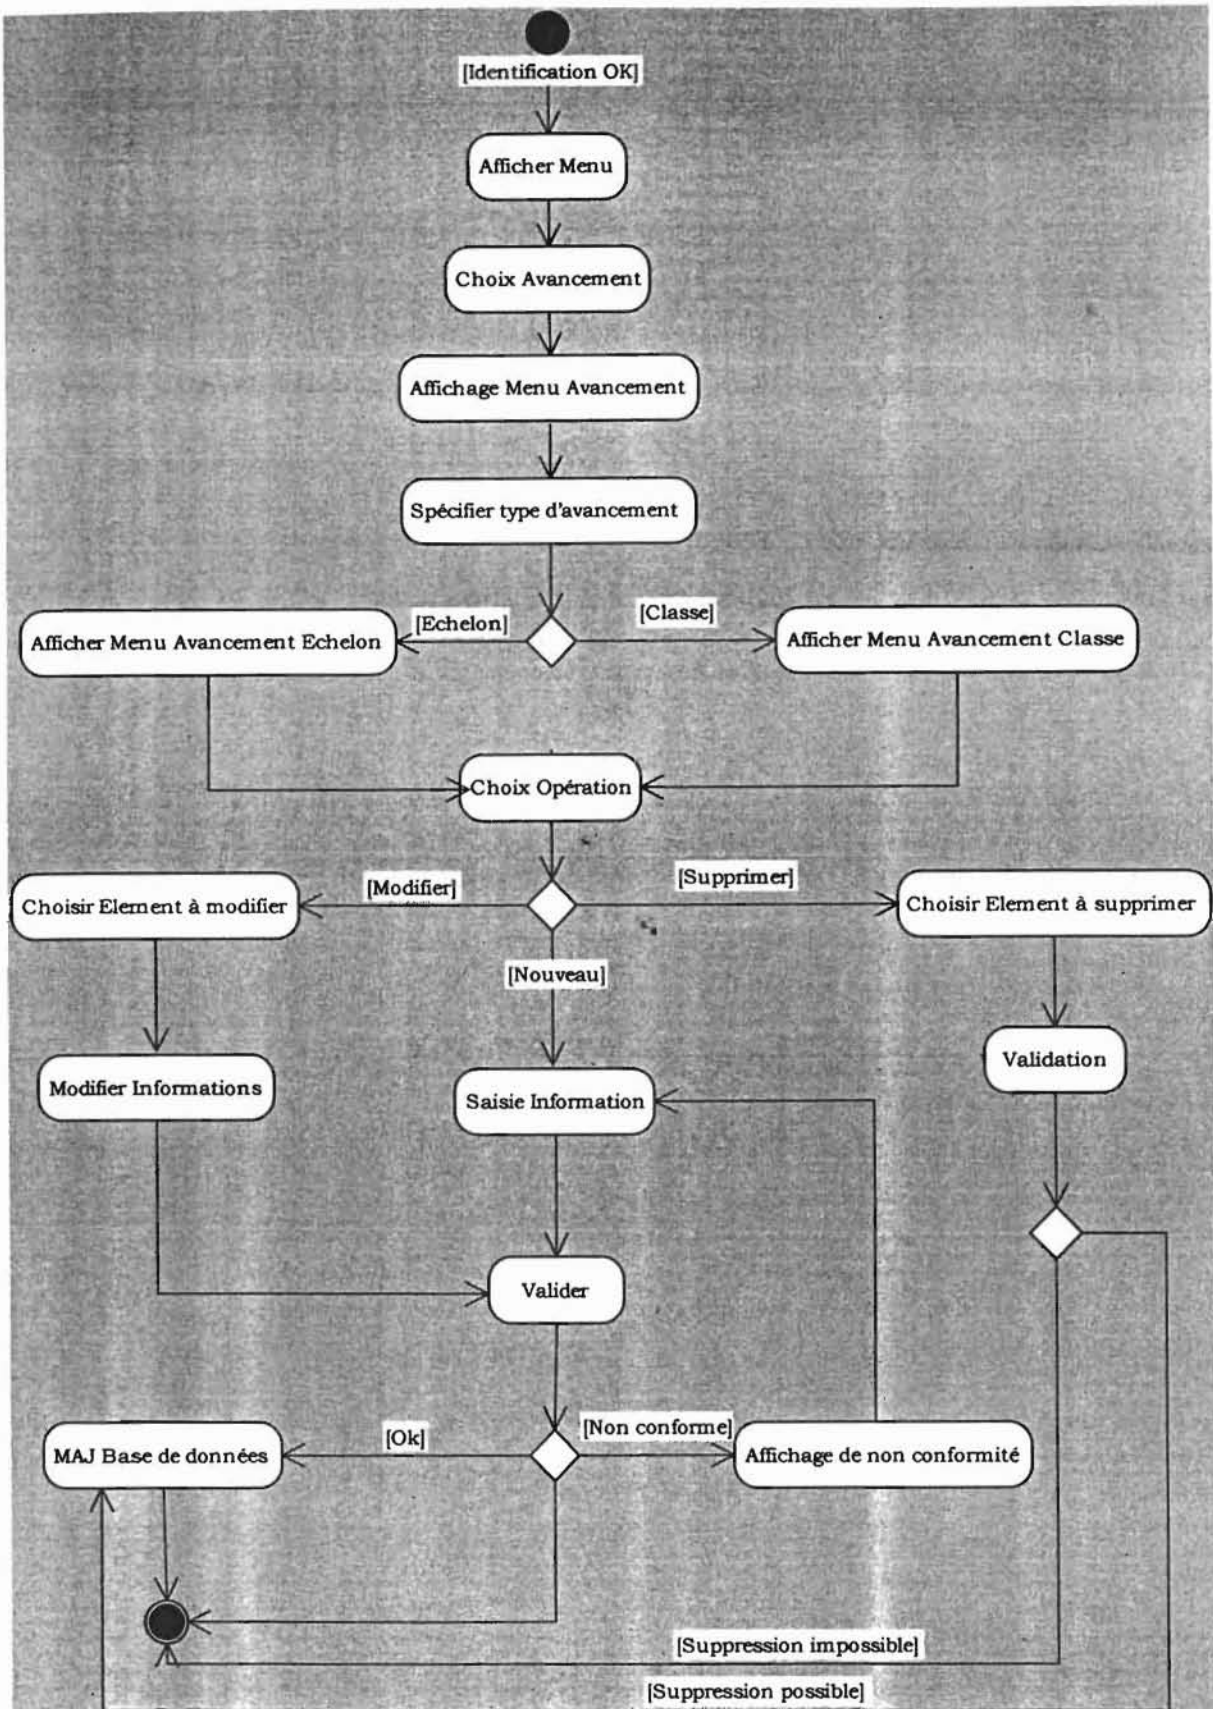 [Identification OK]
Afficher Menu
Choix Avancement
Affichage Menu Avancement
Spécifier type d'avancement
[Echelon]
[Classe]
Afficher Menu Avancement Echelon
Afficher Menu Avancement Classe
Choix Opération
[Modifier]
[Supprimer]
Choisir Element à modifier
Choisir Element à supprimer
[Nouveau]
Validation
Modifier Informations
Saisie Information
Valider
[Ok]
[Non conforme]
MAJ Base de données
Affichage de non conformité
[Suppression impossible]
[Suppression possible]